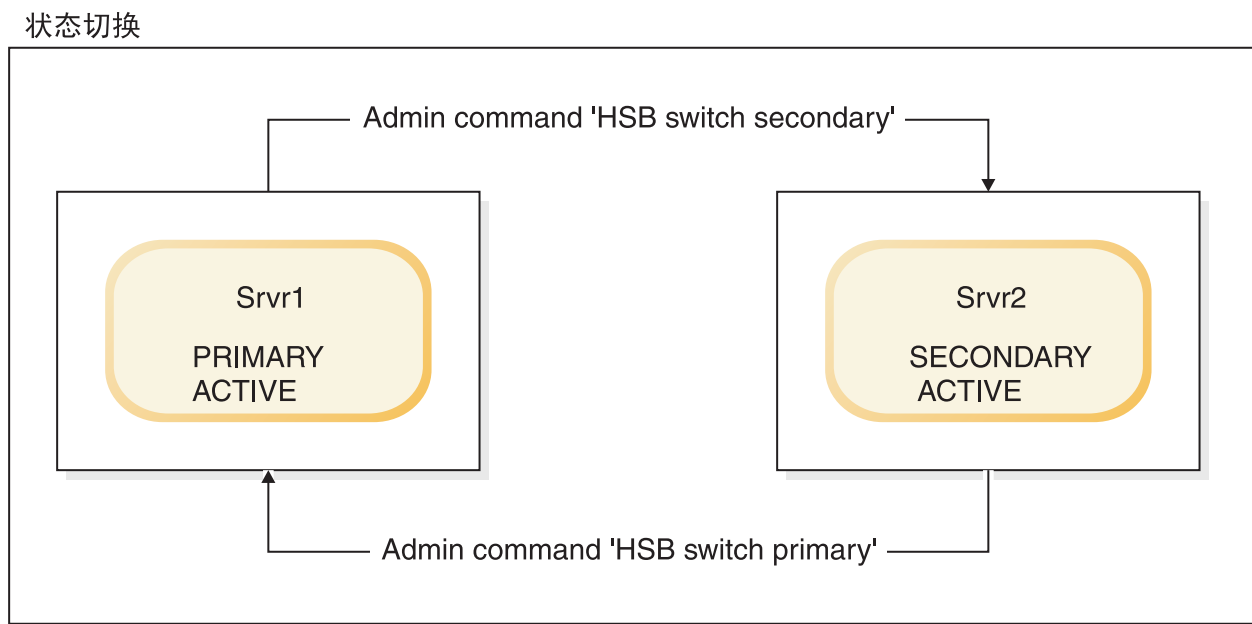 状态切换
Admin command 'HSB switch secondary'
Srvr1
PRIMARY
ACTIVE
Srvr2
SECONDARY
ACTIVE
Admin command 'HSB switch primary'